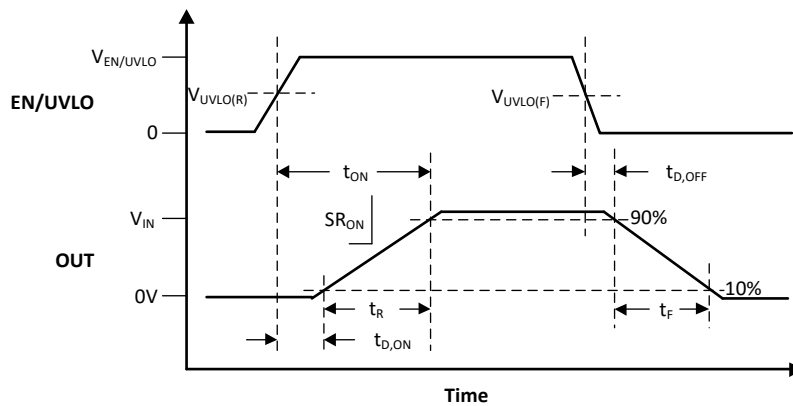 V_EN/UVLO
V_UVLO(R)
V_UVLO(F)
EN/UVLO
0
t_ON
t_D,OFF
SR_ON
V_IN
90%
OUT
0V
10%
t_R
t_F
t_D,ON
Time